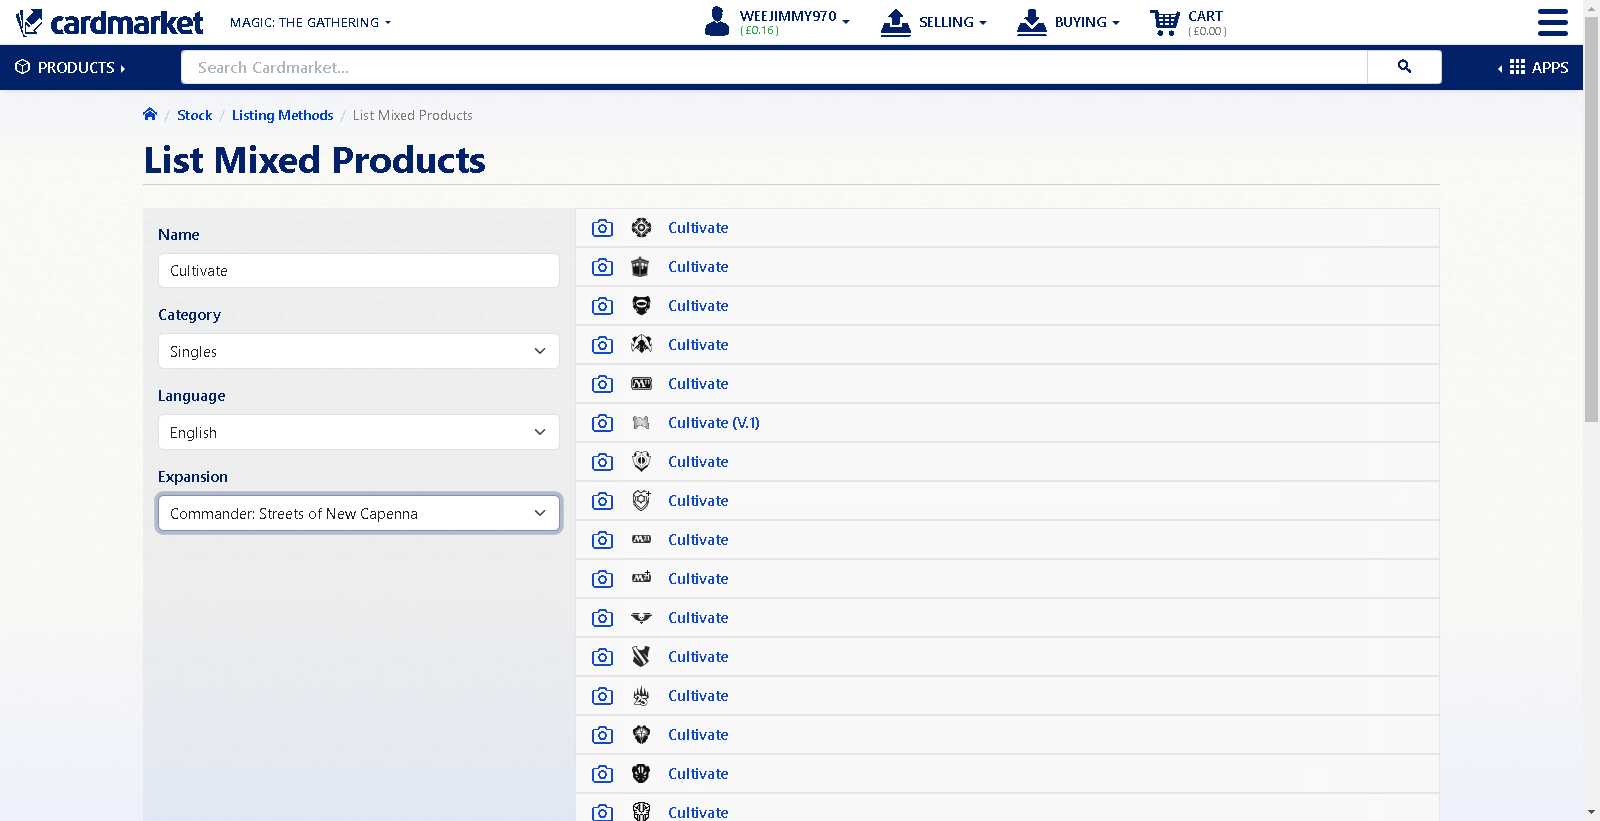 cardmarket
MAGIC: THE GATHERING
WEEJIMMY970
( £0.16 )
SELLING
BUYING
CART
( £0.00 )
PRODUCTS
Search Cardmarket...
APPS
Stock / Listing Methods / List Mixed Products
List Mixed Products
Name
Cultivate
Category
Singles
Language
English
Expansion
Commander: Streets of New Capenna
Cultivate
Cultivate
Cultivate
Cultivate
Cultivate
Cultivate (V.1)
Cultivate
Cultivate
Cultivate
Cultivate
Cultivate
Cultivate
Cultivate
Cultivate
Cultivate
Cultivate